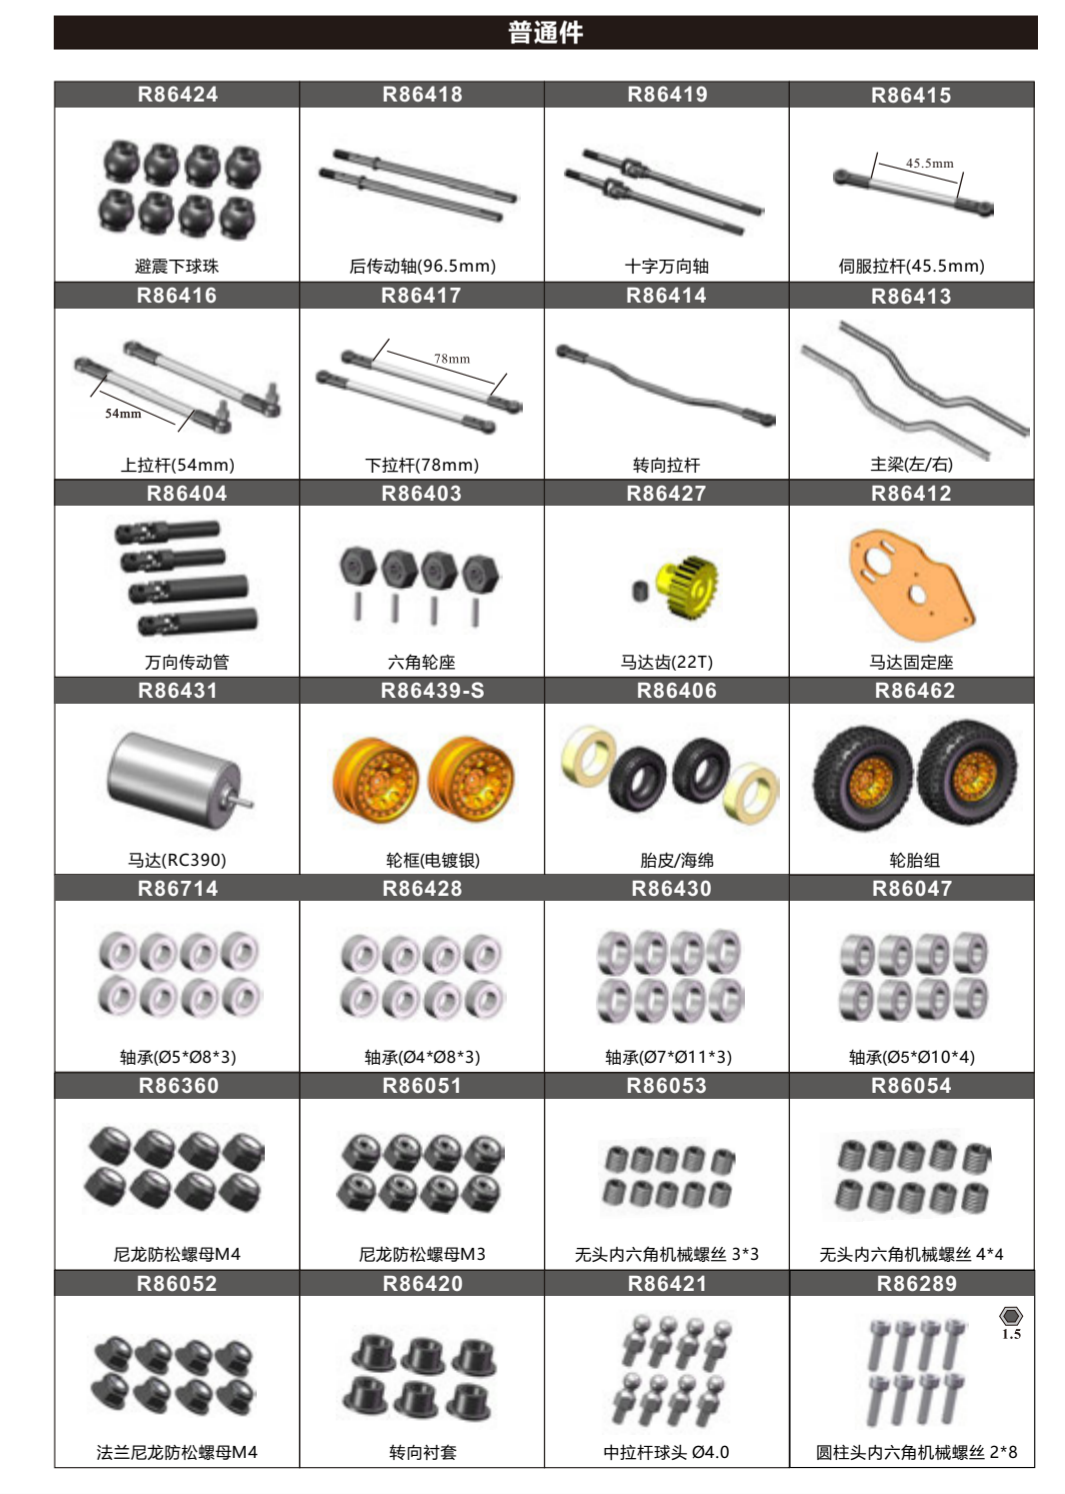 普通件
R86424 R86418 R86419 R86415
45.5mm
避震下球珠 后传动轴(96.5mm) 十字万向轴 伺服拉杆(45.5mm)
R86416 R86417 R86414 R86413
78mm
54mm
上拉杆(54mm) 下拉杆(78mm) 转向拉杆 主梁(左/右)
R86404 R86403 R86427 R86412
万向传动管 六角轮座 马达齿(22T) 马达固定座
R86431 R86439-S R86406 R86462
马达(RC390) 轮框(电镀银) 胎皮/海绵 轮胎组
R86714 R86428 R86430 R86047
轴承(Ø5*Ø8*3) 轴承(Ø4*Ø8*3) 轴承(Ø7*Ø11*3) 轴承(Ø5*Ø10*4)
R86360 R86051 R86053 R86054
尼龙防松螺母M4 尼龙防松螺母M3 无头内六角机械螺丝 3*3 无头内六角机械螺丝 4*4
R86052 R86420 R86421 R86289
1.5
法兰尼龙防松螺母M4 转向衬套 中拉杆球头 Ø4.0 圆柱头内六角机械螺丝 2*8